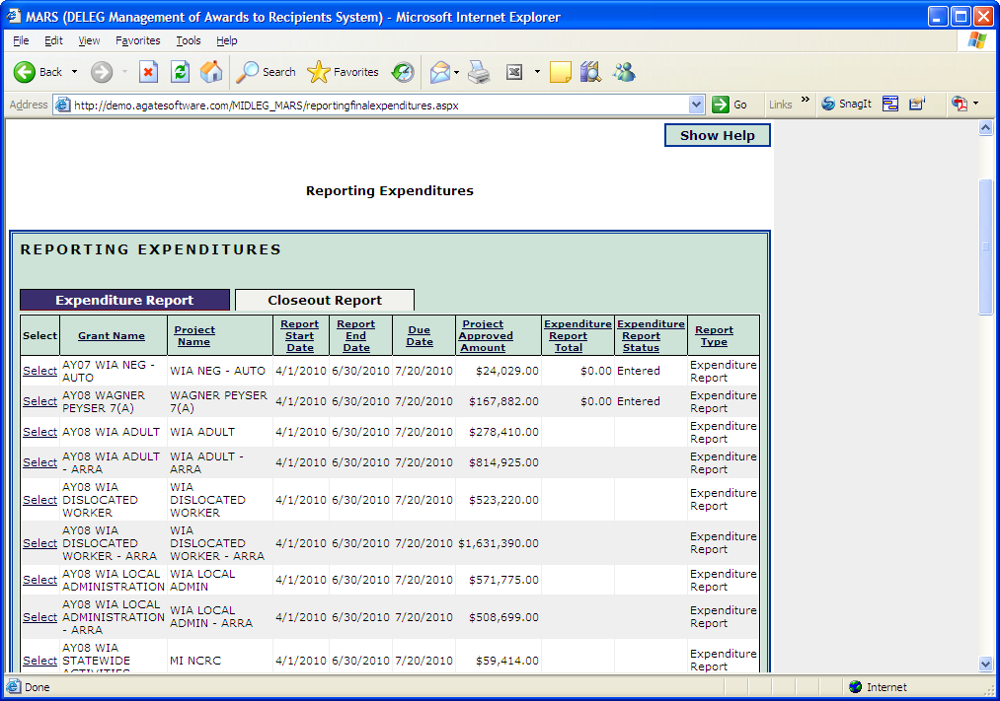 MARS (DELEG Management of Awards to Recipients System) - Microsoft Internet Explorer
File Edit View Favorites Tools Help
Back Search Favorites
Address http://demo.agatesoftware.com/MIDLEG_MARS/reportingfinalexpenditures.aspx Go Links » SnagIt
Show Help
Reporting Expenditures
REPORTING EXPENDITURES
Expenditure Report Closeout Report
Select Grant Name Project Name Report Start Date Report End Date Due Date Project Approved Amount Expenditure Report Total Expenditure Report Status Report Type
Select AY07 WIA NEG - AUTO WIA NEG - AUTO 4/1/2010 6/30/2010 7/20/2010 $24,029.00 $0.00 Entered Expenditure Report
Select AY08 WAGNER PEYSER 7(A) WAGNER PEYSER 7(A) 4/1/2010 6/30/2010 7/20/2010 $167,882.00 $0.00 Entered Expenditure Report
Select AY08 WIA ADULT WIA ADULT 4/1/2010 6/30/2010 7/20/2010 $278,410.00 Expenditure Report
Select AY08 WIA ADULT - ARRA WIA ADULT - ARRA 4/1/2010 6/30/2010 7/20/2010 $814,925.00 Expenditure Report
Select AY08 WIA DISLOCATED WORKER WIA DISLOCATED WORKER 4/1/2010 6/30/2010 7/20/2010 $523,220.00 Expenditure Report
Select AY08 WIA DISLOCATED WORKER - ARRA WIA DISLOCATED WORKER - ARRA 4/1/2010 6/30/2010 7/20/2010 $1,631,390.00 Expenditure Report
Select AY08 WIA LOCAL ADMINISTRATION WIA LOCAL ADMIN 4/1/2010 6/30/2010 7/20/2010 $571,775.00 Expenditure Report
Select AY08 WIA LOCAL ADMINISTRATION - ARRA WIA LOCAL ADMIN - ARRA 4/1/2010 6/30/2010 7/20/2010 $508,699.00 Expenditure Report
Select AY08 WIA STATEWIDE ACTIVITIES MI NCRC 4/1/2010 6/30/2010 7/20/2010 $59,414.00 Expenditure Report
Done Internet